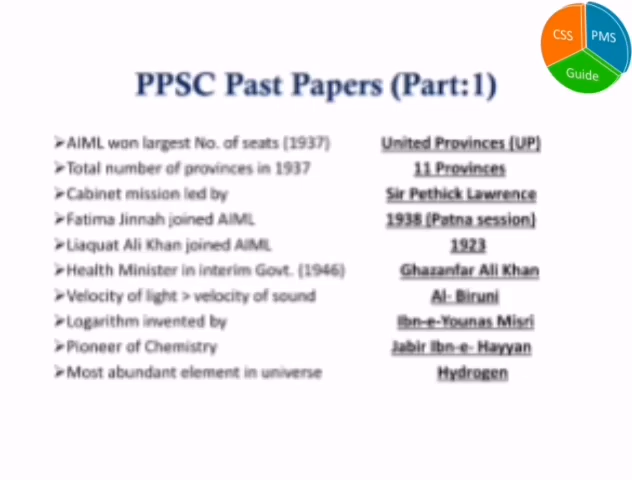 CSS
PMS
Guide
PPSC Past Papers (Part:1)
➢AIML won largest No. of seats (1937) United Provinces (UP)
➢Total number of provinces in 1937 11 Provinces
➢Cabinet mission led by Sir Pethick Lawrence
➢Fatima Jinnah joined AIML 1938 (Patna session)
➢Liaquat Ali Khan joined AIML 1923
➢Health Minister in interim Govt. (1946) Ghazanfar Ali Khan
➢Velocity of light > velocity of sound Al- Biruni
➢Logarithm invented by Ibn-e-Younas Misri
➢Pioneer of Chemistry Jabir Ibn-e- Hayyan
➢Most abundant element in universe Hydrogen